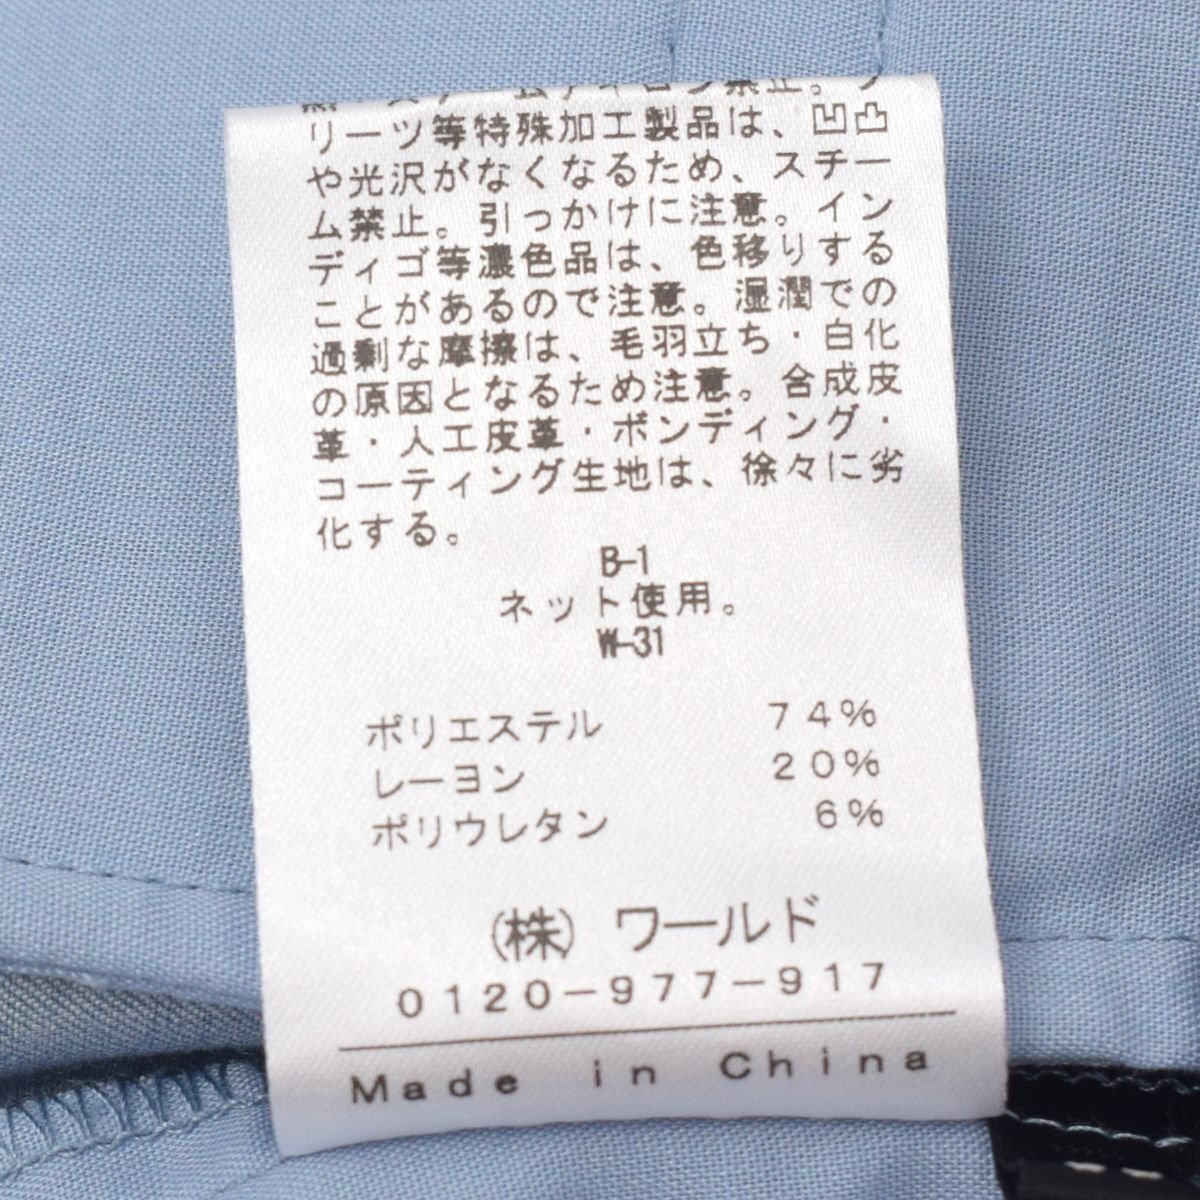 ディロン禁止。プ
リーツ等特殊加工製品は、凹凸
や光沢がなくなるため、スチー
ム禁止。引っかけに注意。イン
ディゴ等濃色品は、色移りする
ことがあるので注意。湿潤での
過剰な摩擦は、毛羽立ち・白化
の原因となるため注意。合成皮
革・人工皮革・ボンディング・
コーティング生地は、徐々に劣
化する。
B-1
ネット使用。
W-31
ポリエステル 74%
レーヨン 20%
ポリウレタン 6%
(株)ワールド
0120-977-917
Made in China